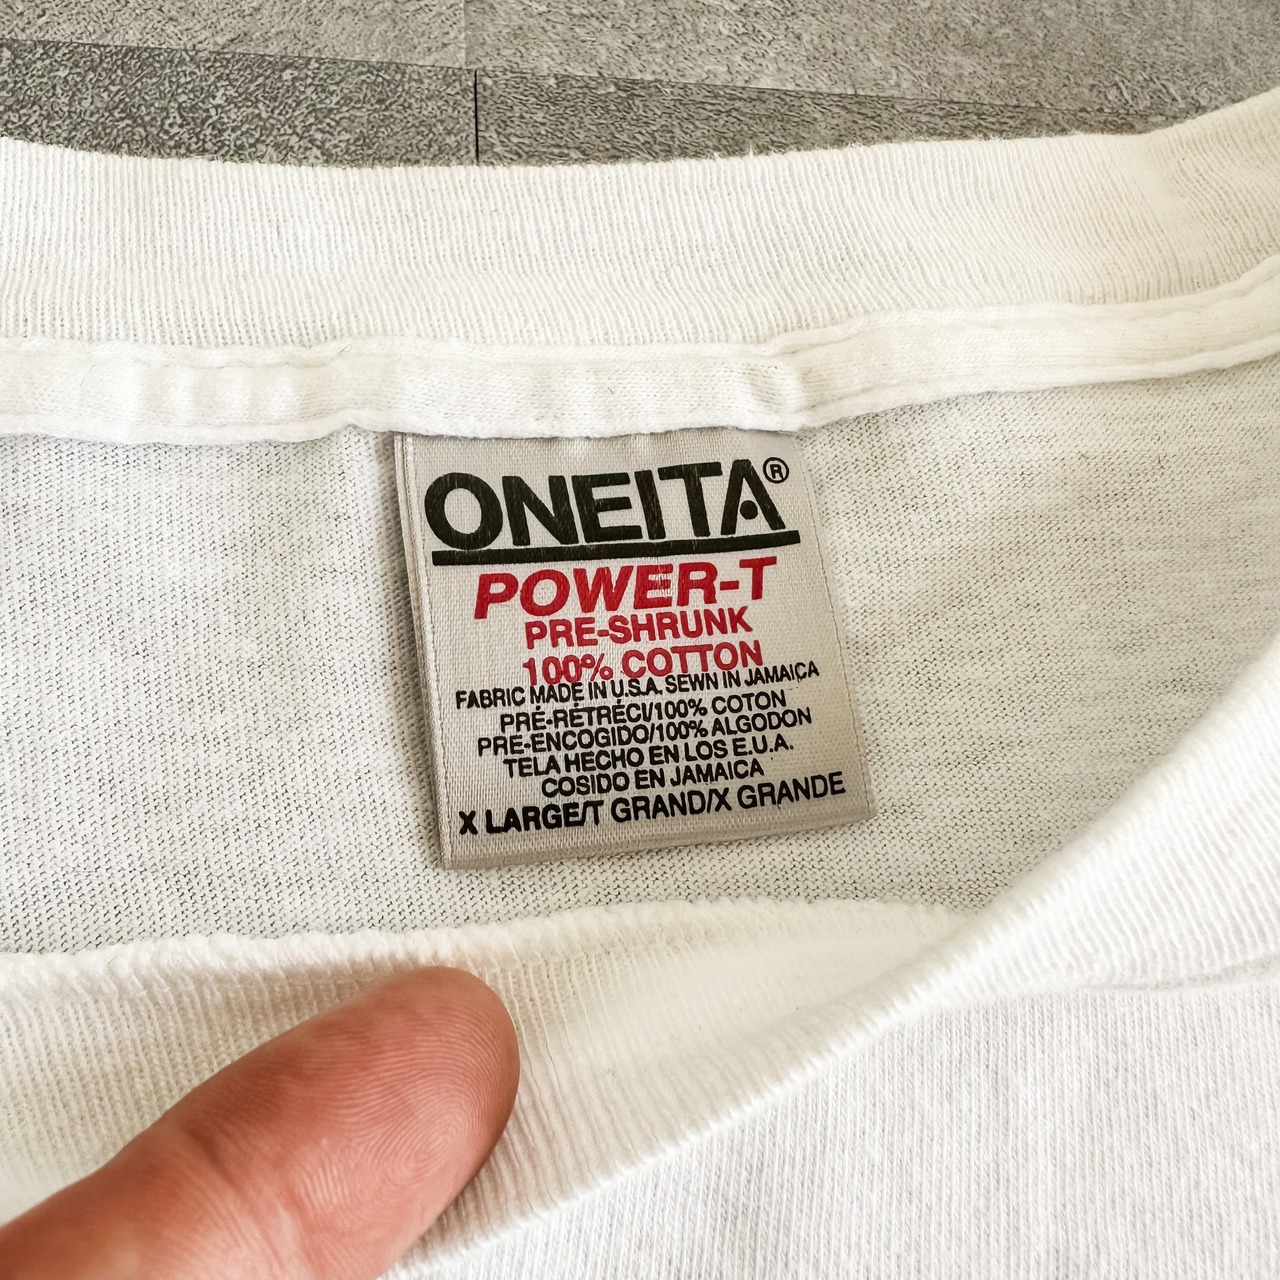 ONEITA®
POWER-T
PRE-SHRUNK
100% COTTON
FABRIC MADE IN U.S.A. SEWN IN JAMAICA
PRÉ-RÉTRÉCI/100% COTON
PRE-ENCOGIDO/100% ALGODON
TELA HECHO EN LOS E.U.A.
COSIDO EN JAMAICA
X LARGE/T GRAND/X GRANDE